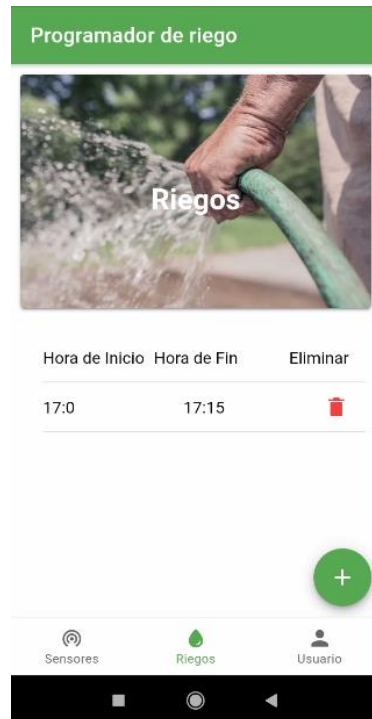 Programador de riego
Riegos
Hora de Inicio Hora de Fin Eliminar
17:0 17:15
+
Sensores Riegos Usuario